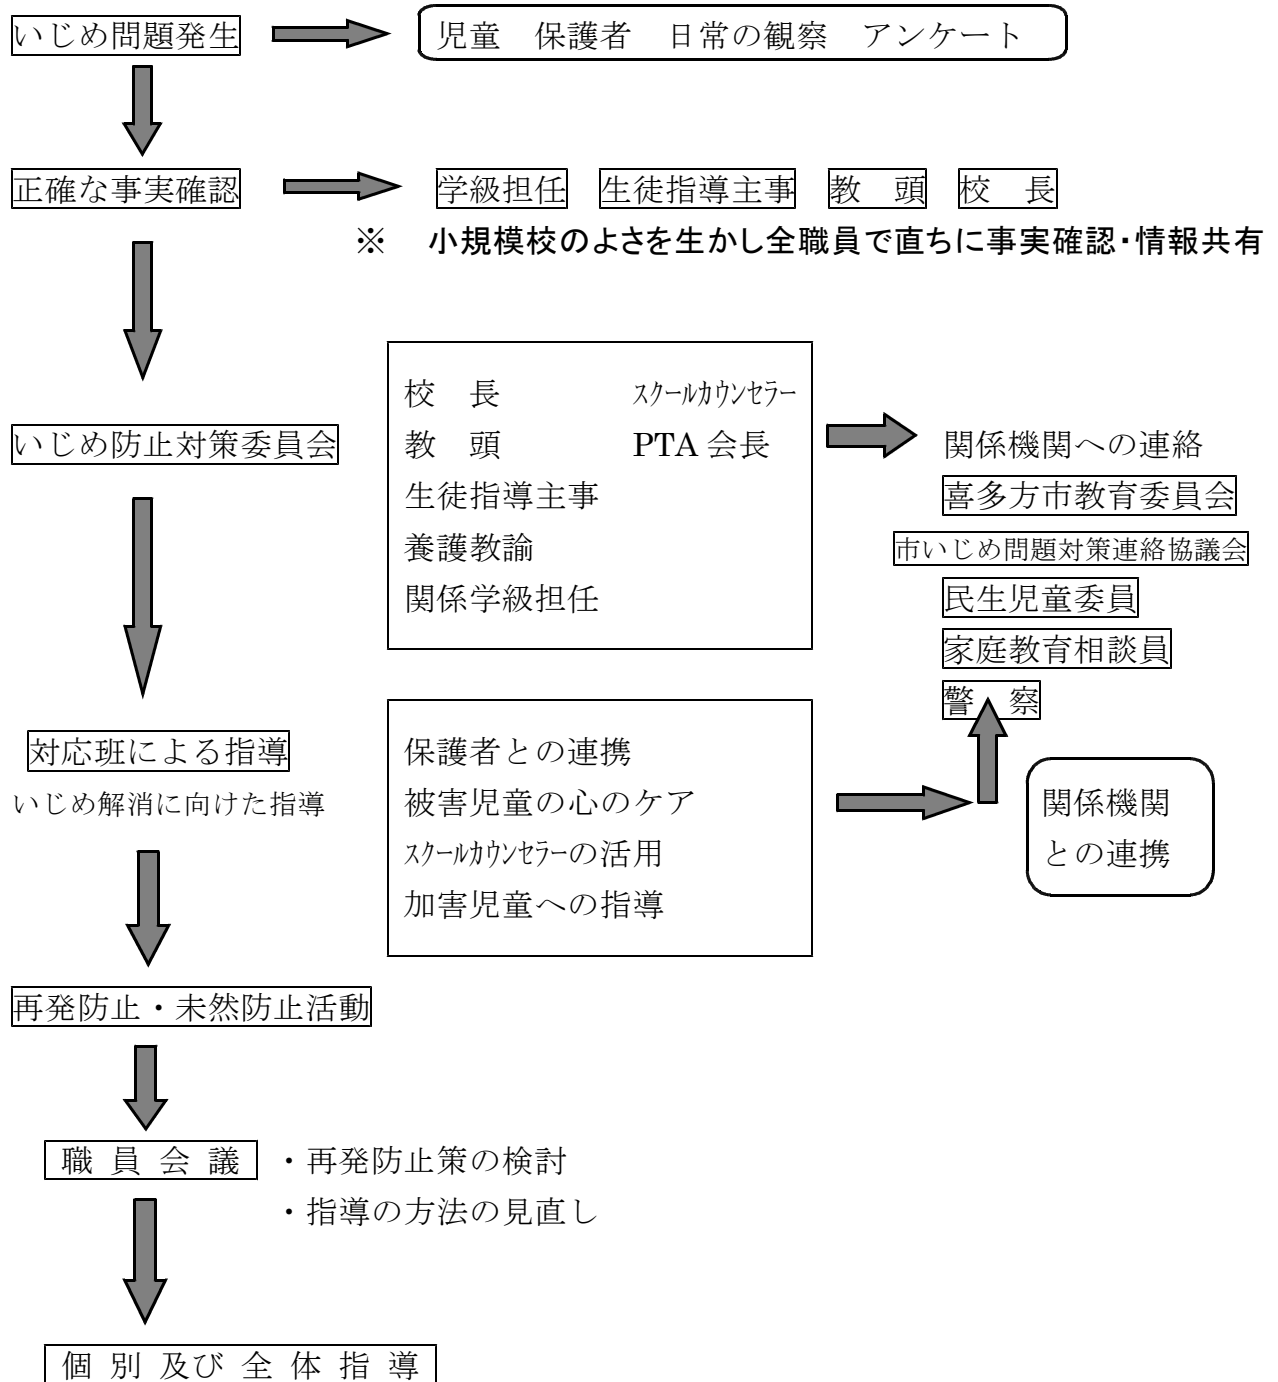 いじめ問題発生
児童　保護者　日常の観察　アンケート
正確な事実確認
学級担任　生徒指導主事　教　頭　校　長
※　小規模校のよさを生かし全職員で直ちに事実確認・情報共有
いじめ防止対策委員会
校　長　スクールカウンセラー
教　頭　PTA 会長
生徒指導主事
養護教諭
関係学級担任
関係機関への連絡
喜多方市教育委員会
市いじめ問題対策連絡協議会
民生児童委員
家庭教育相談員
警　察
対応班による指導
いじめ解消に向けた指導
保護者との連携
被害児童の心のケア
スクールカウンセラーの活用
加害児童への指導
関係機関
との連携
再発防止・未然防止活動
職 員 会 議　・再発防止策の検討
・指導の方法の見直し
個 別 及び 全 体 指 導